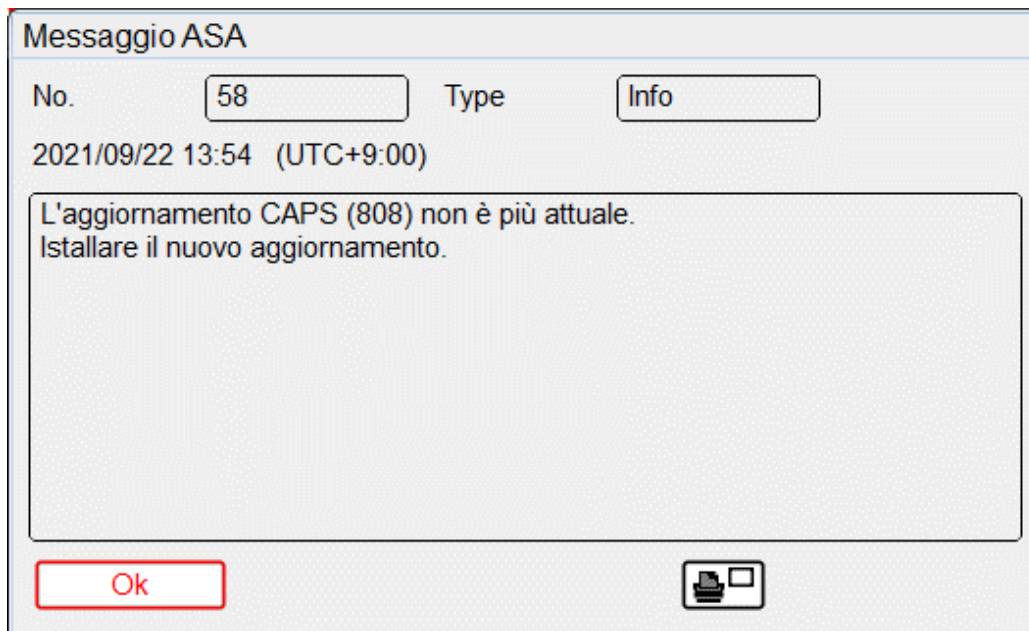 Messaggio ASA
No. 58 Type Info
2021/09/22 13:54 (UTC+9:00)
L'aggiornamento CAPS (808) non è più attuale.
Istallare il nuovo aggiornamento.
Ok